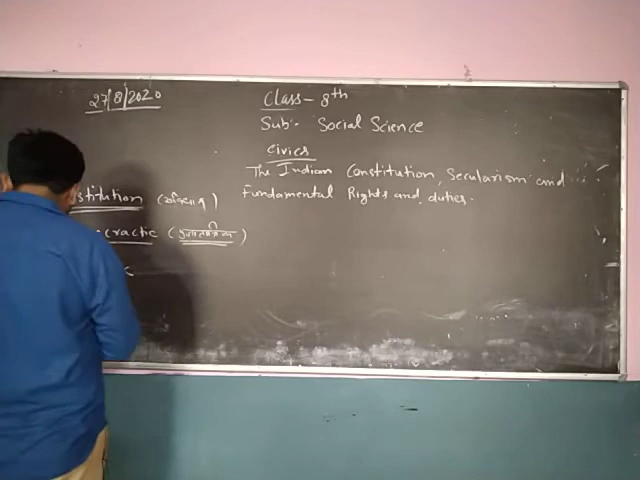 27/8/2020
Class - 8th
Sub:- Social Science
Civics
The Indian Constitution, Secularism and
Fundamental Rights and duties.
stitution (संविधान)
cratic (प्रजातांत्रिक)